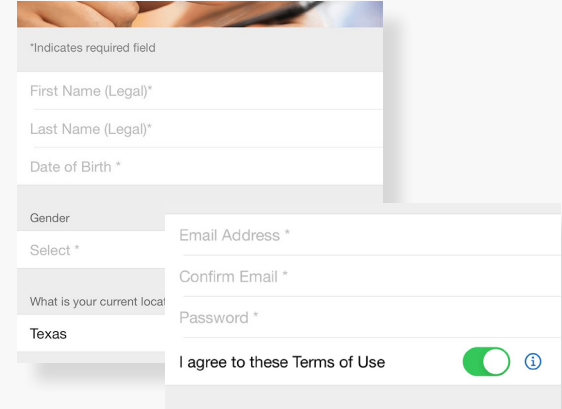 *Indicates required field
First Name (Legal)*
Last Name (Legal)*
Date of Birth *
Gender
Select *
What is your current
Texas
Email Address *
Confirm Email *
Password *
I agree to these Terms of Use